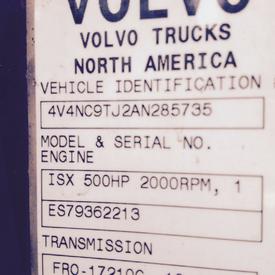 VOLVO
VOLVO TRUCKS
NORTH AMERICA
VEHICLE IDENTIFICATION
4V4NC9TJ2AN285735
MODEL & SERIAL NO.
ENGINE
ISX 500HP 2000RPM, 1
ES79362213
TRANSMISSION